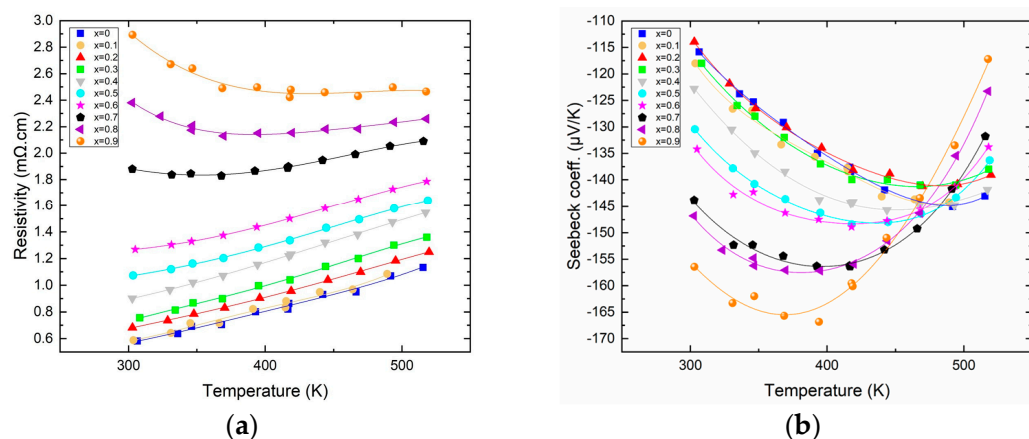 3.0
2.8
2.6
2.4
2.2
2.0
1.8
1.6
1.4
1.2
1.0
0.8
0.6
Resistivity (mΩ.cm)
x=0
x=0.1
x=0.2
x=0.3
x=0.4
x=0.5
x=0.6
x=0.7
x=0.8
x=0.9
300 400 500
Temperature (K)
(a)
-110
-115
-120
-125
-130
-135
-140
-145
-150
-155
-160
-165
-170
Seebeck coeff. (μV/K)
x=0
x=0.1
x=0.2
x=0.3
x=0.4
x=0.5
x=0.6
x=0.7
x=0.8
x=0.9
300 400 500
Temperature (K)
(b)